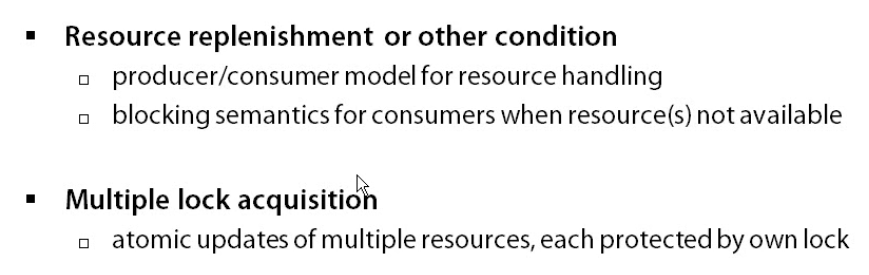 Resource replenishment or other condition
producer/consumer model for resource handling
blocking semantics for consumers when resource(s) not available
Multiple lock acquisition
atomic updates of multiple resources, each protected by own lock